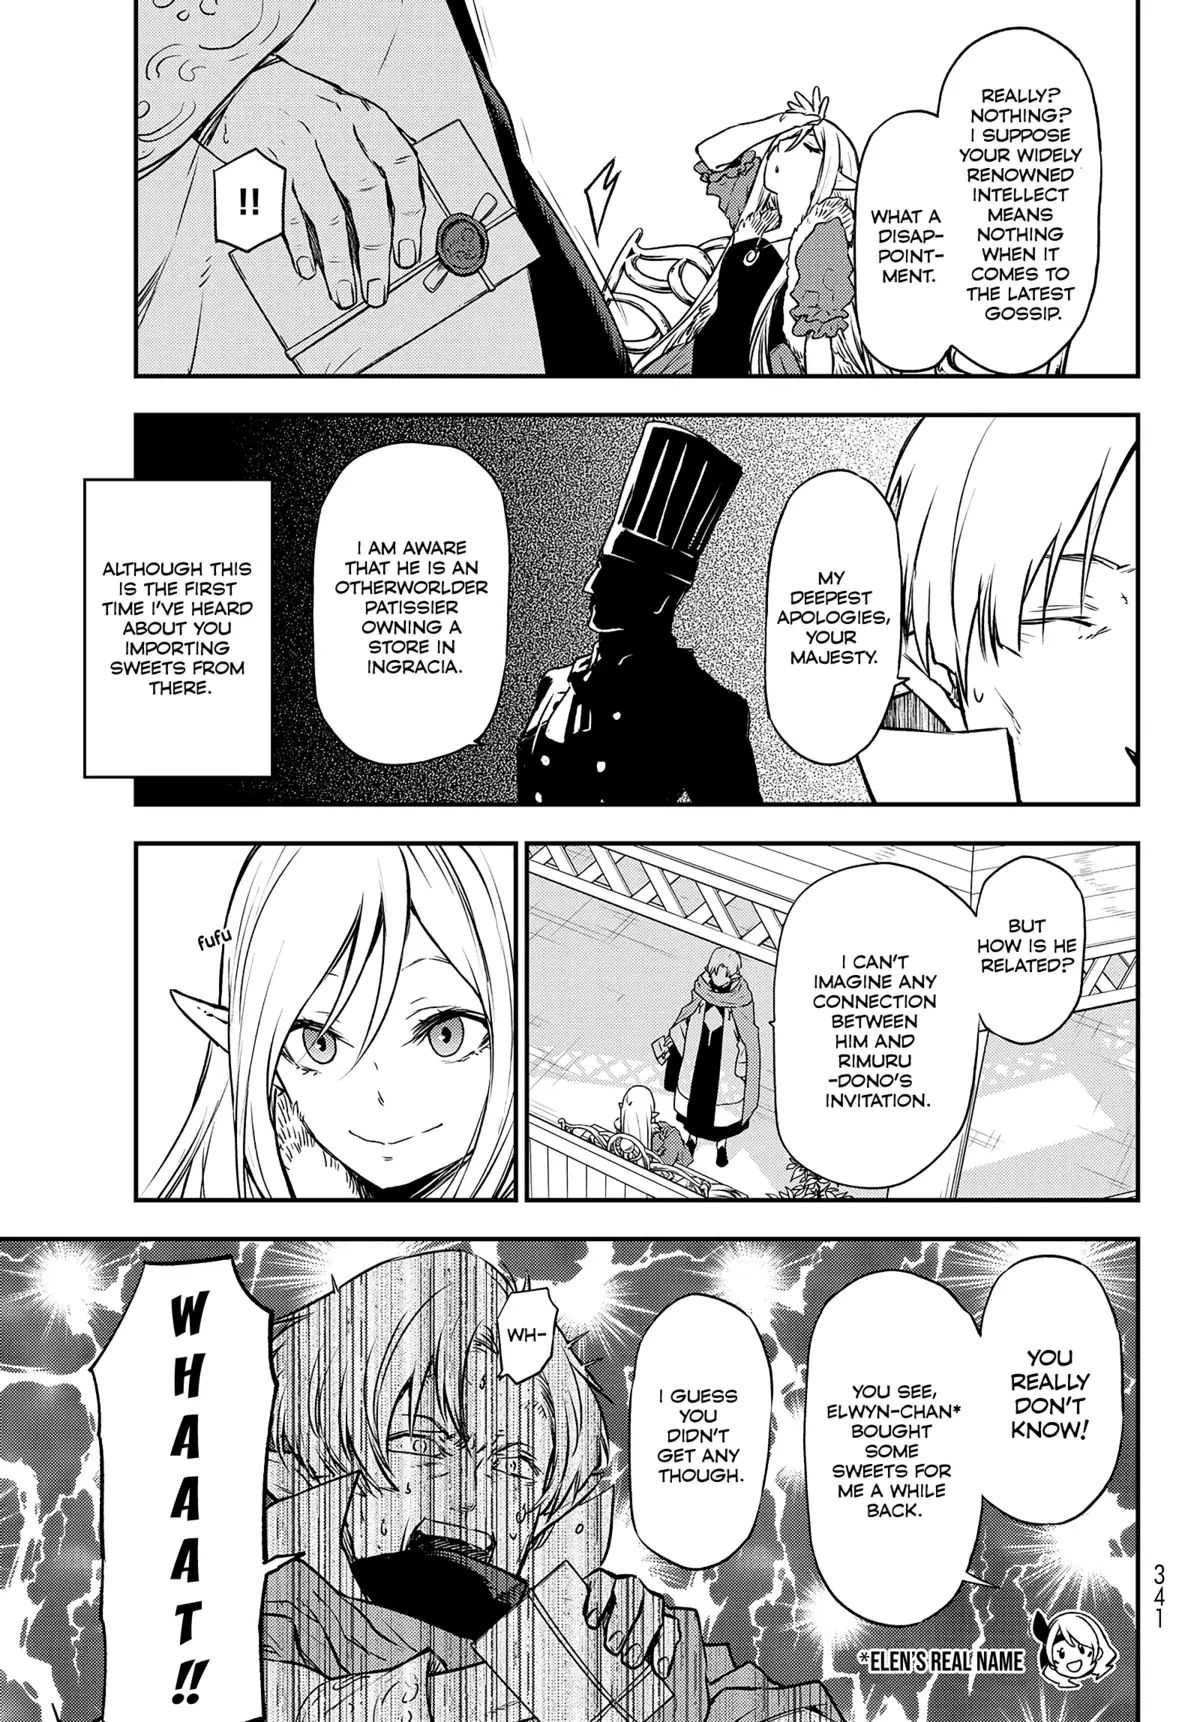 REALLY?
NOTHING?
I SUPPOSE
YOUR WIDELY
RENOWNED
INTELLECT
MEANS
NOTHING
WHEN IT
COMES TO
THE LATEST
GOSSIP.
WHAT A
DISAP-
POINT-
MENT.
!!
MY
DEEPEST
APOLOGIES,
YOUR
MAJESTY.
I AM AWARE
THAT HE IS AN
OTHERWORLDER
PATISSIER
OWNING A
STORE IN
INGRACIA.
ALTHOUGH THIS
IS THE FIRST
TIME I'VE HEARD
ABOUT YOU
IMPORTING
SWEETS FROM
THERE.
BUT
HOW IS HE
RELATED?
I CAN'T
IMAGINE ANY
CONNECTION
BETWEEN
HIM AND
RIMURU
-DONO'S
INVITATION.
fufu
YOU
REALLY
DON'T
KNOW!
YOU SEE,
ELWYN-CHAN*
BOUGHT
SOME
SWEETS FOR
ME A WHILE
BACK.
I GUESS
YOU
DIDN'T
GET ANY
THOUGH.
WH-
WHAAAT!!
*ELEN'S REAL NAME
341